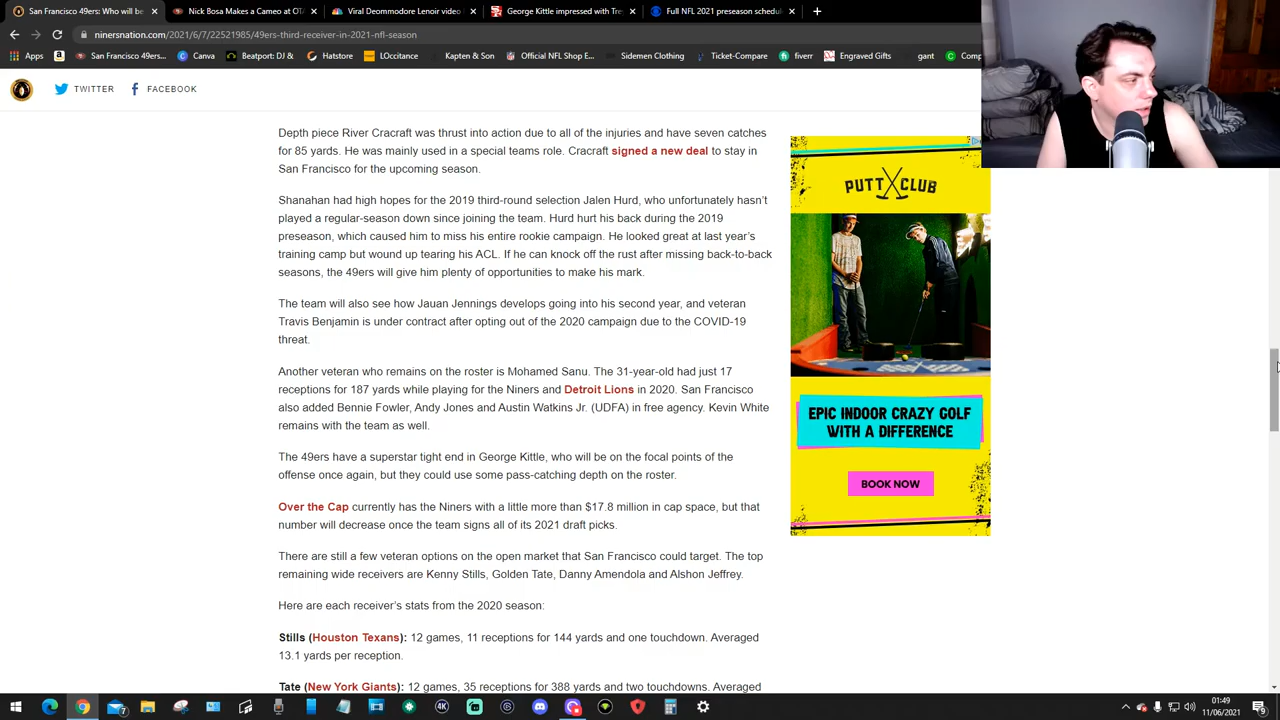 San Francisco 49ers: Who will be
Nick Bosa Makes a Cameo at OTA
Viral Deommodore Lenoir video
George Kittle impressed with Tre
Full NFL 2021 preseason schedul
ninersnation.com/2021/6/7/22521985/49ers-third-receiver-in-2021-nfl-season
Apps San Francisco 49ers... Canva Beatport: DJ & Hatstore LOccitane Kapten & Son Official NFL Shop E... Sidemen Clothing Ticket-Compare fiverr Engraved Gifts gant Comp
TWITTER FACEBOOK
Depth piece River Cracraft was thrust into action due to all of the injuries and have seven catches
for 85 yards. He was mainly used in a special teams role. Cracraft signed a new deal to stay in
San Francisco for the upcoming season.
Shanahan had high hopes for the 2019 third-round selection Jalen Hurd, who unfortunately hasn't
played a regular-season down since joining the team. Hurd hurt his back during the 2019
preseason, which caused him to miss his entire rookie campaign. He looked great at last year's
training camp but wound up tearing his ACL. If he can knock off the rust after missing back-to-back
seasons, the 49ers will give him plenty of opportunities to make his mark.
The team will also see how Jauan Jennings develops going into his second year, and veteran
Travis Benjamin is under contract after opting out of the 2020 campaign due to the COVID-19
threat.
Another veteran who remains on the roster is Mohamed Sanu. The 31-year-old had just 17
receptions for 187 yards while playing for the Niners and Detroit Lions in 2020. San Francisco
also added Bennie Fowler, Andy Jones and Austin Watkins Jr. (UDFA) in free agency. Kevin White
remains with the team as well.
The 49ers have a superstar tight end in George Kittle, who will be on the focal points of the
offense once again, but they could use some pass-catching depth on the roster.
Over the Cap currently has the Niners with a little more than $17.8 million in cap space, but that
number will decrease once the team signs all of its 2021 draft picks.
There are still a few veteran options on the open market that San Francisco could target. The top
remaining wide receivers are Kenny Stills, Golden Tate, Danny Amendola and Alshon Jeffrey.
Here are each receiver's stats from the 2020 season:
Stills (Houston Texans): 12 games, 11 receptions for 144 yards and one touchdown. Averaged
13.1 yards per reception.
Tate (New York Giants): 12 games, 35 receptions for 388 yards and two touchdowns. Averaged
PUTT CLUB
EPIC INDOOR CRAZY GOLF
WITH A DIFFERENCE
BOOK NOW
01:49
11/06/2021